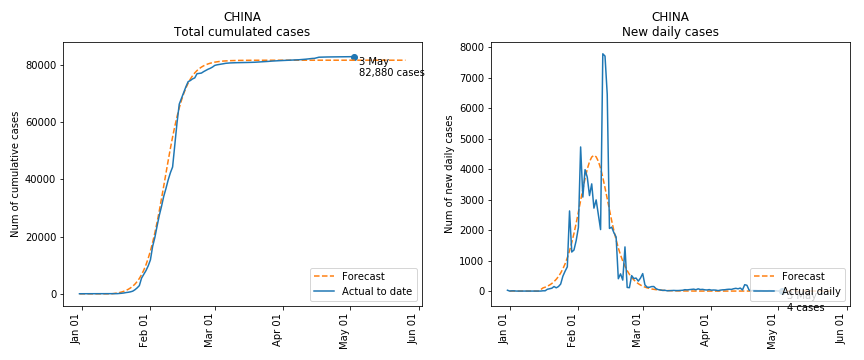 CHINA
Total cumulated cases
Num of cumulative cases
80000
60000
40000
20000
0
3 May
82,880 cases
Forecast
Actual to date
Jan 01
Feb 01
Mar 01
Apr 01
May 01
Jun 01
CHINA
New daily cases
Num of new daily cases
8000
7000
6000
5000
4000
3000
2000
1000
0
Forecast
Actual daily
3 May
4 cases
Jan 01
Feb 01
Mar 01
Apr 01
May 01
Jun 01